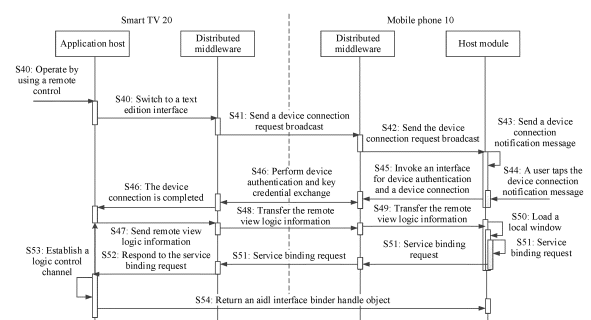 Smart TV 20
Mobile phone 10
Application host
Distributed
middleware
Distributed
middleware
Host module
S40: Operate by
using a remote
control
S40: Switch to a text
edition interface
S41: Send a device connection
request broadcast
S42: Send the device
connection request broadcast
S43: Send a device
connection
notification message
S44: A user taps the
device connection
notification message
S45: Invoke an interface
for device authentication
and a device connection
S46: Perform device
authentication and key
credential exchange
S46: The device
connection is completed
S47: Send remote view
logic information
S48: Transfer the remote
view logic information
S49: Transfer the remote
view logic information
S50: Load a
local window
S51: Service
binding request
S51: Service binding
request
S51: Service binding request
S52: Respond to the service
binding request
S53: Establish a
logic control
channel
S54: Return an aidl interface binder handle object